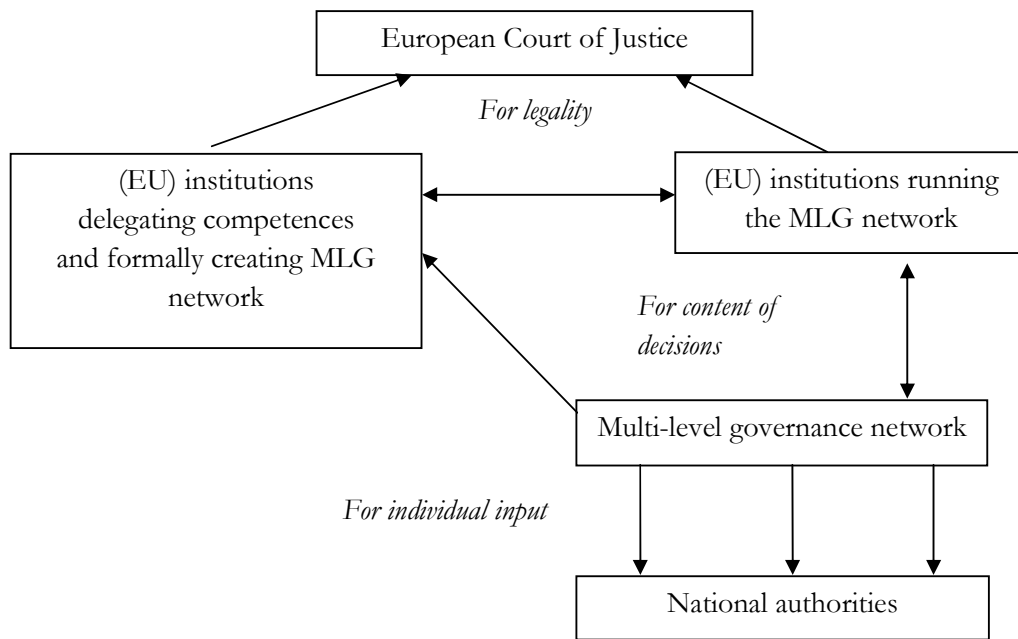 European Court of Justice
For legality
(EU) institutions
delegating competences
and formally creating MLG
network
(EU) institutions running
the MLG network
For content of
decisions
Multi-level governance network
For individual input
National authorities